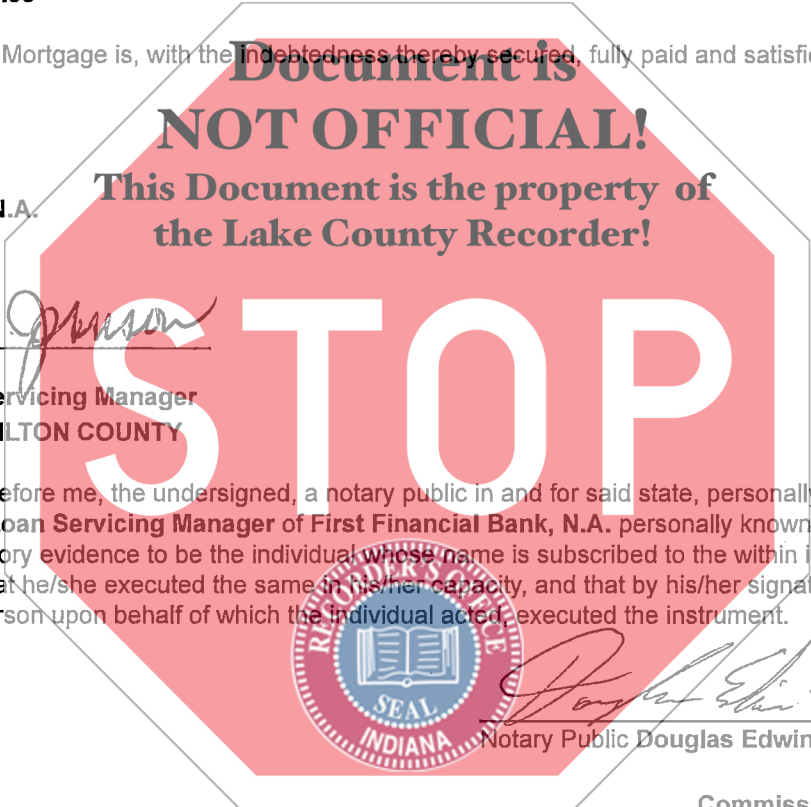 Mortgage is, with the indebtedness thereby secured, fully paid and satisfie
Document is
NOT OFFICIAL!
This Document is the property of
the Lake County Recorder!
N.A.
Johnson
STOP
ervicing Manager
ILTON COUNTY
efore me, the undersigned, a notary public in and for said state, personally
oan Servicing Manager of First Financial Bank, N.A. personally known
ory evidence to be the individual whose name is subscribed to the within i
at he/she executed the same in his/her capacity, and that by his/her signat
rson upon behalf of which the individual acted, executed the instrument.
RECORDER'S OFFICE
SEAL
INDIANA
Notary Public Douglas Edwin
Commiss